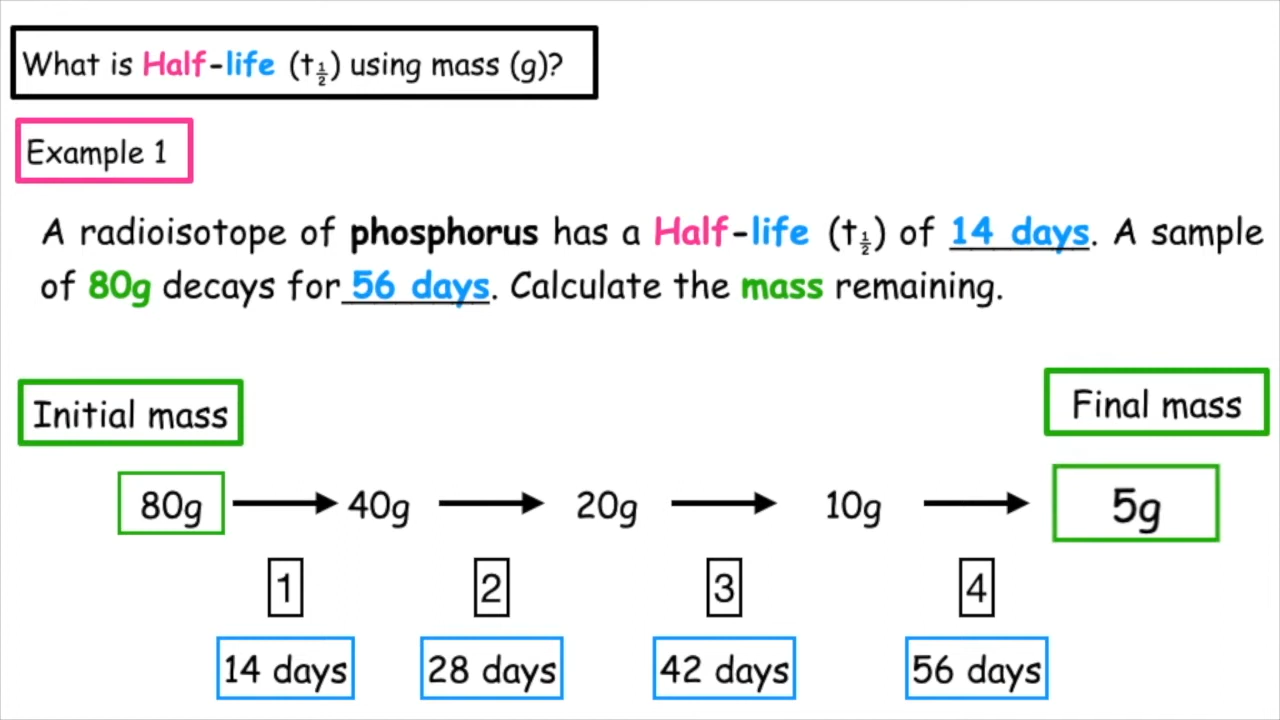 What is Half-life (t½) using mass (g)?
Example 1
A radioisotope of phosphorus has a Half-life (t½) of 14 days. A sample
of 80g decays for 56 days. Calculate the mass remaining.
Initial mass
Final mass
80g 40g 20g 10g 5g
1 2 3 4
14 days 28 days 42 days 56 days